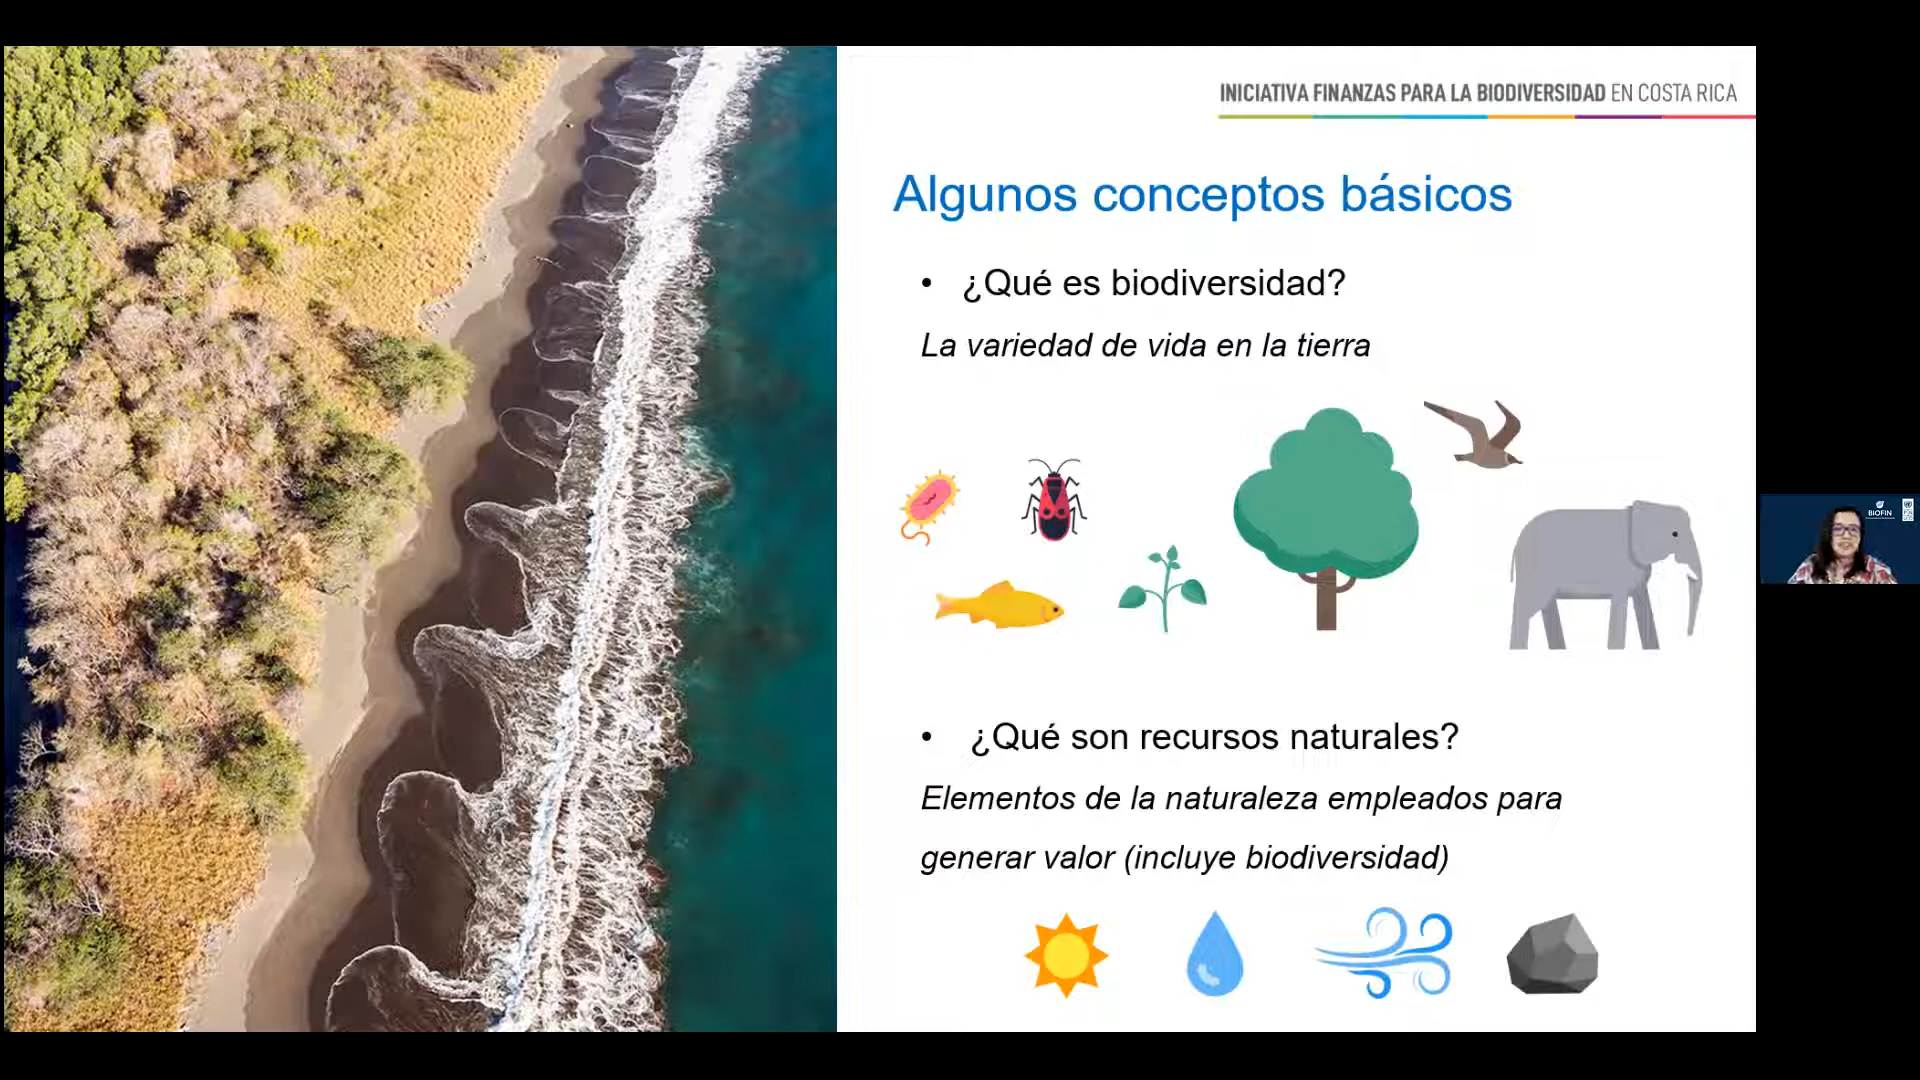 INICIATIVA FINANZAS PARA LA BIODIVERSIDAD EN COSTA RICA
Algunos conceptos básicos
• ¿Qué es biodiversidad?
La variedad de vida en la tierra
• ¿Qué son recursos naturales?
Elementos de la naturaleza empleados para
generar valor (incluye biodiversidad)
BIOFIN